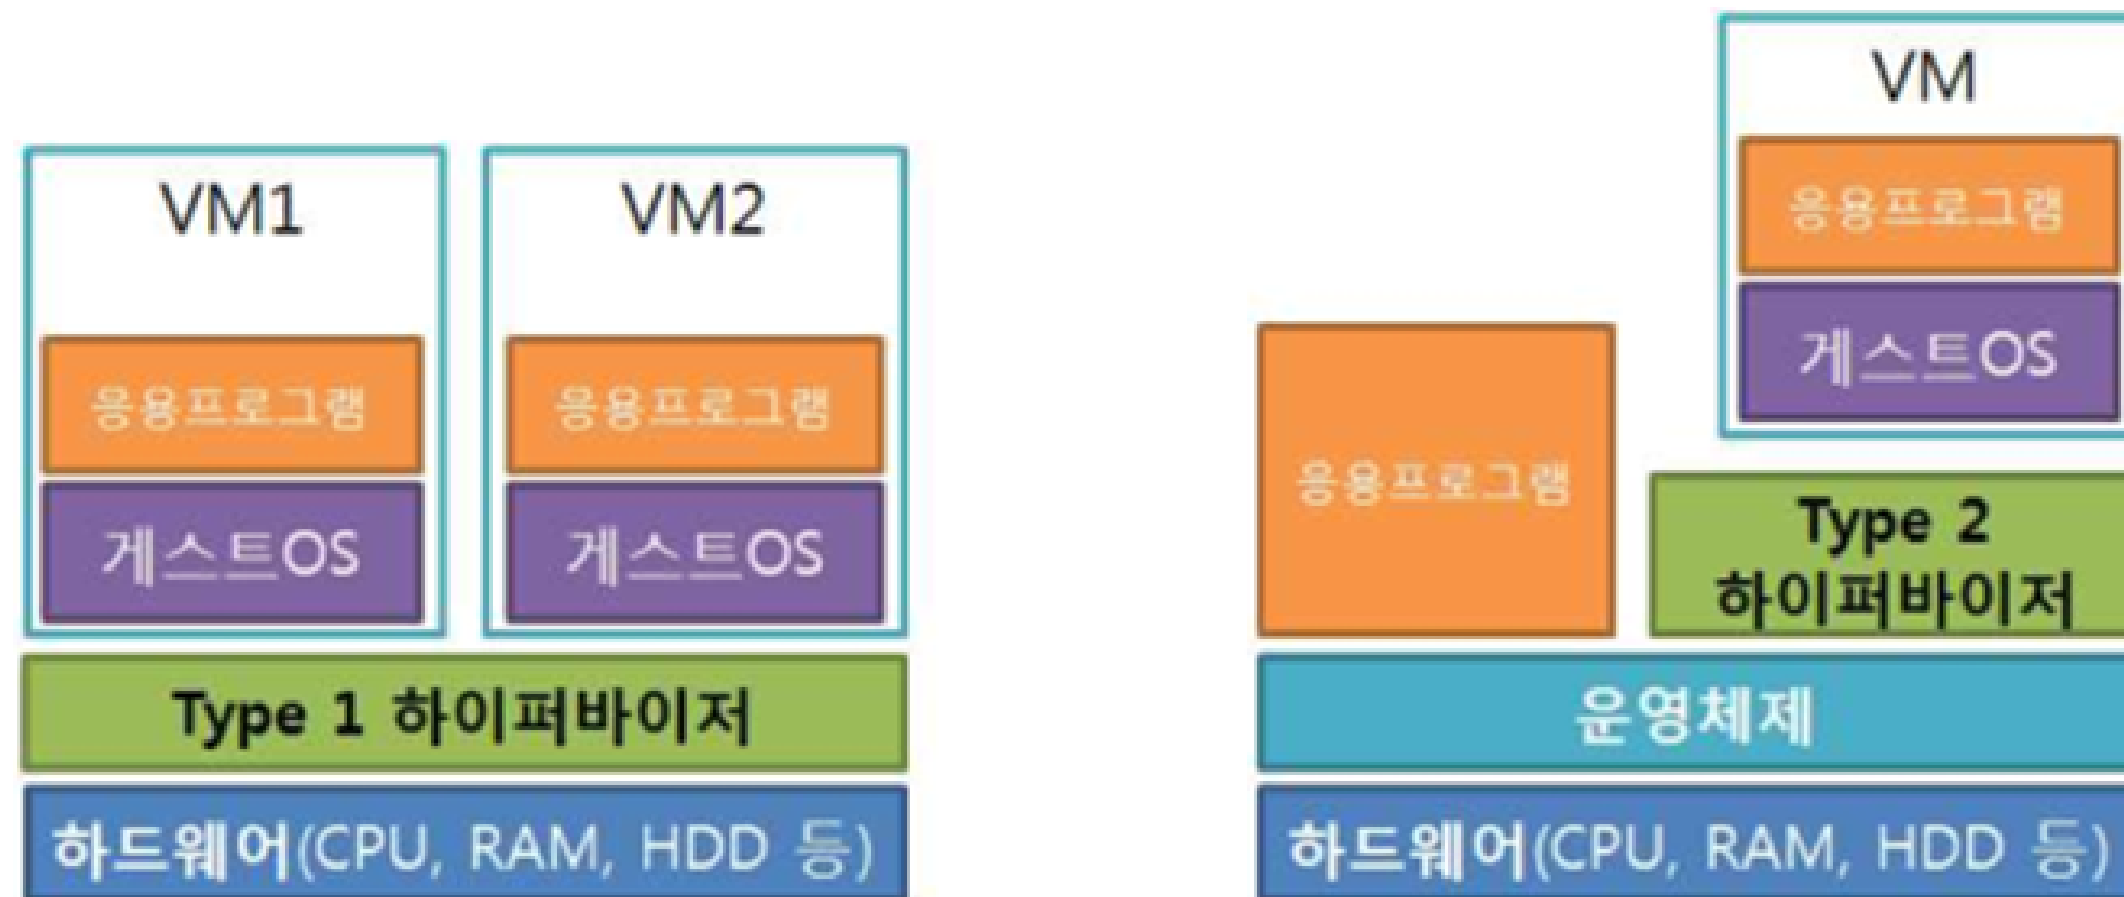 VM1
응용프로그램
게스트OS
VM2
응용프로그램
게스트OS
Type 1 하이퍼바이저
하드웨어(CPU, RAM, HDD 등)
VM
응용프로그램
게스트OS
응용프로그램
Type 2
하이퍼바이저
운영체제
하드웨어(CPU, RAM, HDD 등)